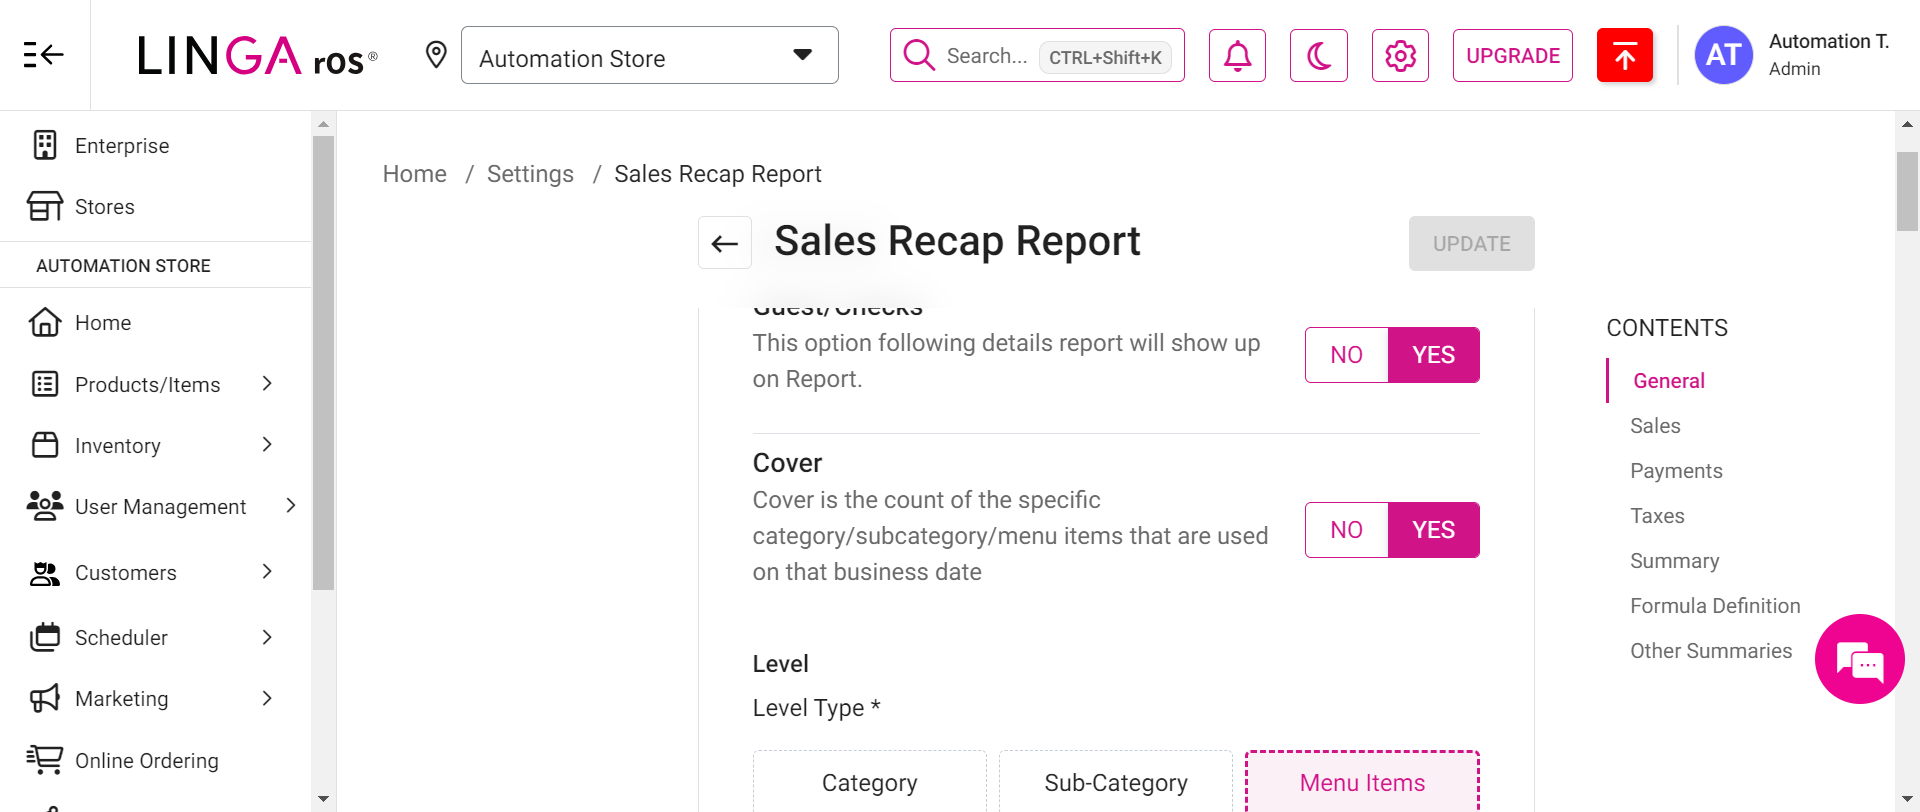 LINGA ros®
Automation Store
Search... CTRL+Shift+K
UPGRADE
AT
Automation T.
Admin
Enterprise
Stores
AUTOMATION STORE
Home
Products/Items
Inventory
User Management
Customers
Scheduler
Marketing
Online Ordering
Home / Settings / Sales Recap Report
Sales Recap Report
UPDATE
Guest/Checks
This option following details report will show up
on Report.
NO YES
Cover
Cover is the count of the specific
category/subcategory/menu items that are used
on that business date
NO YES
Level
Level Type *
Category Sub-Category Menu Items
CONTENTS
General
Sales
Payments
Taxes
Summary
Formula Definition
Other Summaries